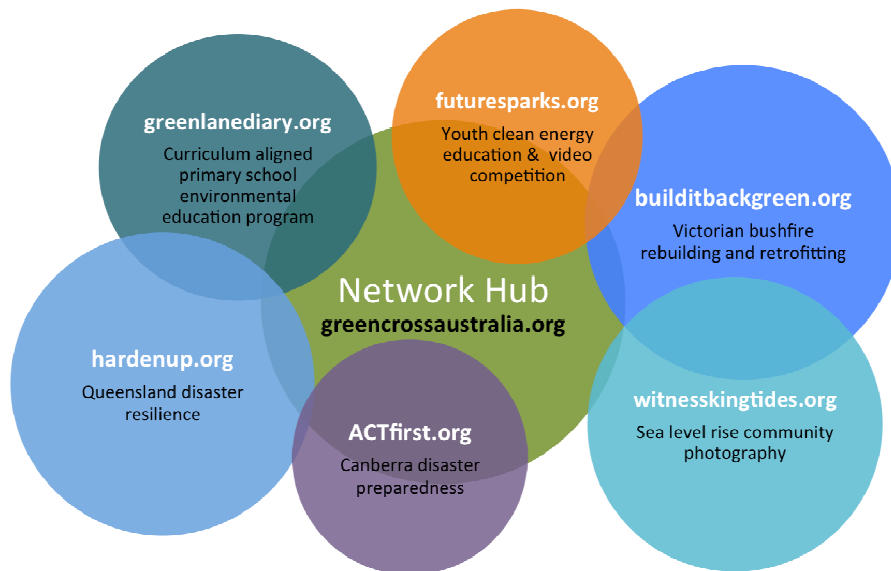 greenlanediary.org
Curriculum aligned
primary school
environmental
education program
futuresparks.org
Youth clean energy
education & video
competition
builditbackgreen.org
Victorian bushfire
rebuilding and retrofitting
Network Hub
greencrossaustralia.org
hardenup.org
Queensland disaster
resilience
ACTfirst.org
Canberra disaster
preparedness
witnesskingtides.org
Sea level rise community
photography